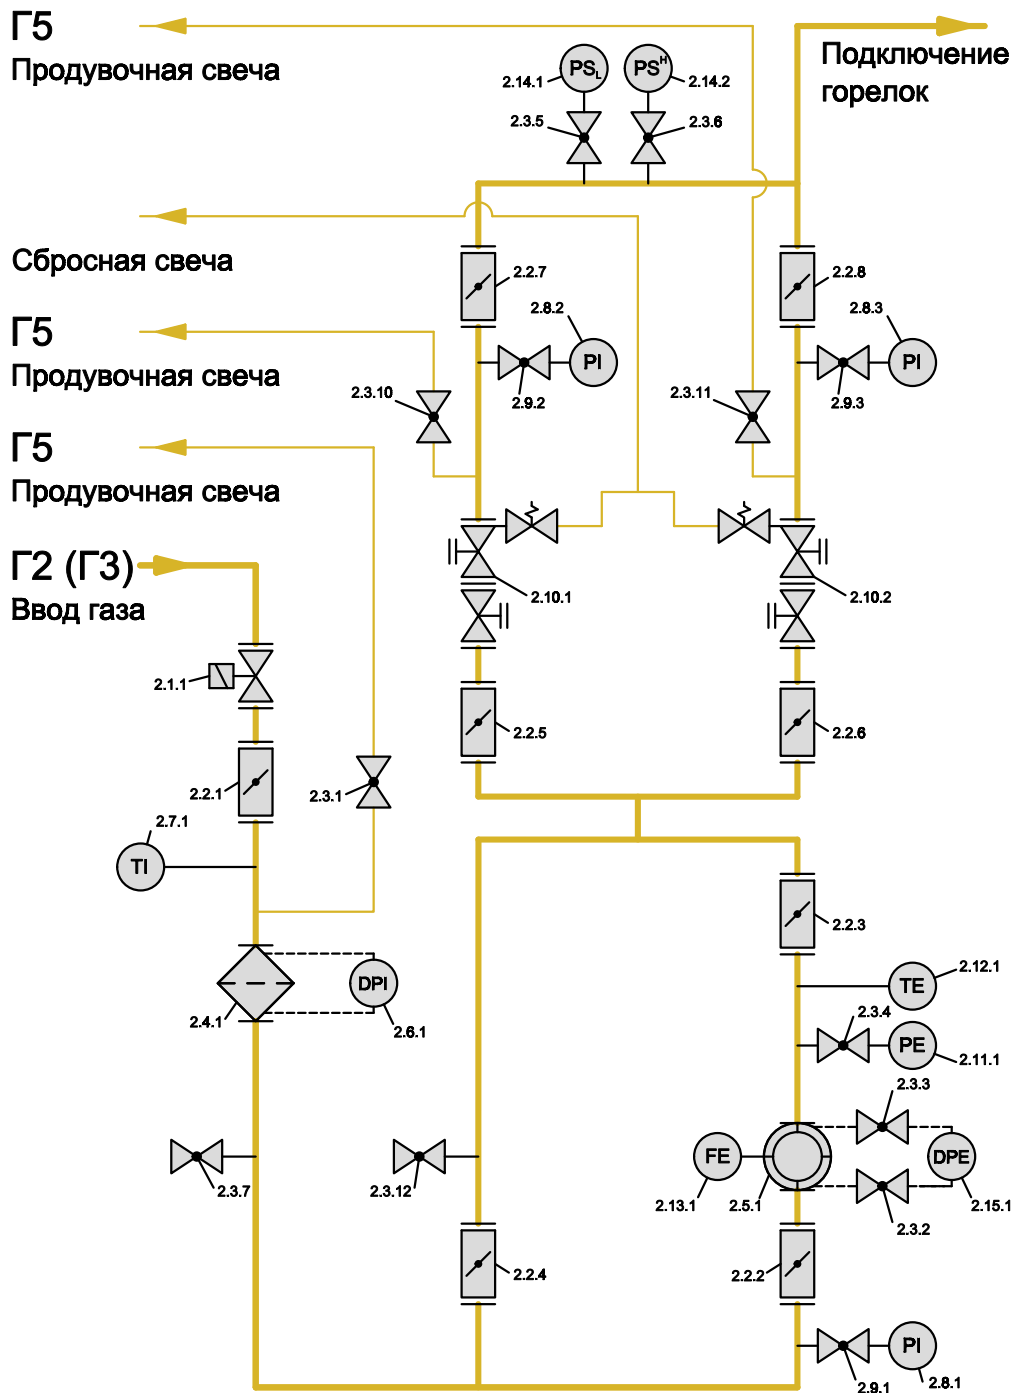 Г5
Продувочная свеча
Подключение
горелок
PSL
PSH
2.14.1
2.14.2
2.3.5
2.3.6
Сбросная свеча
2.2.7
2.2.8
2.8.2
2.8.3
Г5
Продувочная свеча
PI
PI
2.3.10
2.9.2
2.3.11
2.9.3
Г5
Продувочная свеча
Г2 (Г3)
Ввод газа
2.10.1
2.10.2
2.1.1
2.2.5
2.2.6
2.2.1
2.3.1
2.7.1
TI
2.2.3
2.12.1
TE
DPI
2.4.1
2.6.1
2.3.4
PE
2.11.1
2.3.3
FE
DPE
2.3.7
2.3.12
2.13.1
2.5.1
2.15.1
2.3.2
2.2.4
2.2.2
PI
2.9.1
2.8.1